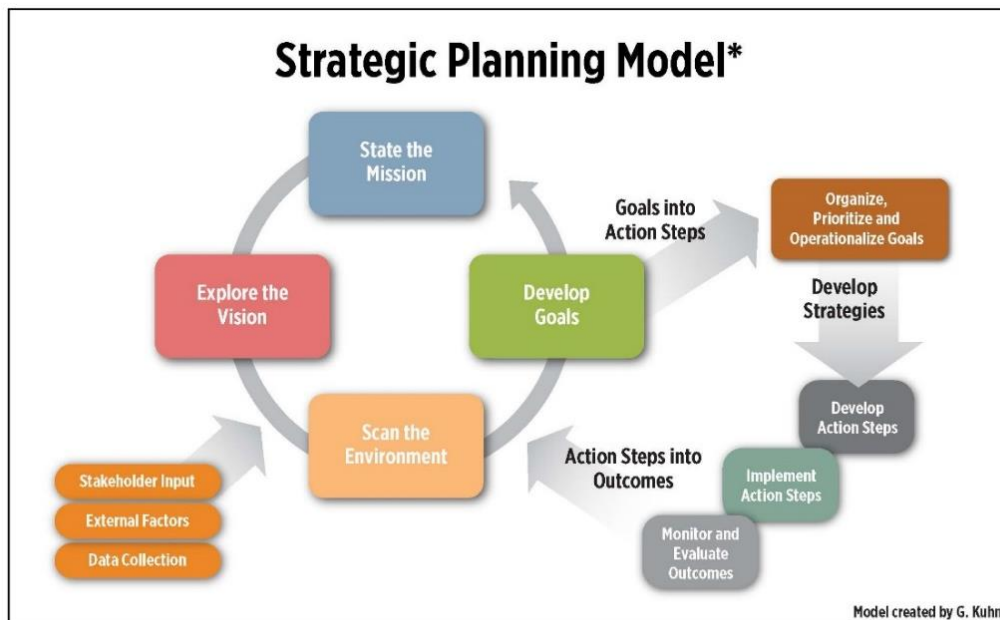 Strategic Planning Model*
State the
Mission
Explore the
Vision
Develop
Goals
Scan the
Environment
Stakeholder Input
External Factors
Data Collection
Goals into
Action Steps
Organize,
Prioritize and
Operationalize Goals
Develop
Strategies
Develop
Action Steps
Implement
Action Steps
Monitor and
Evaluate
Outcomes
Action Steps into
Outcomes
Model created by G. Kuhn